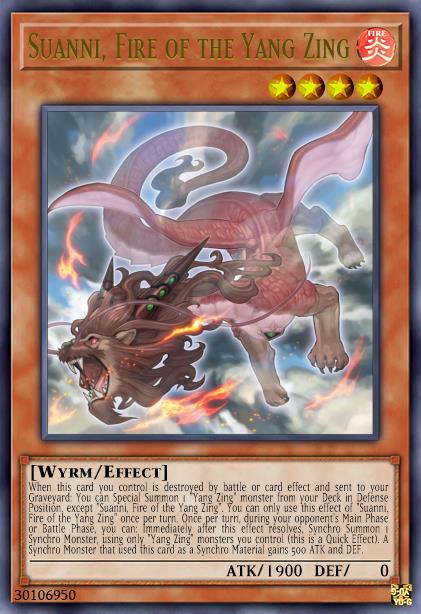 Suanni, Fire of the Yang Zing
FIRE
炎
[Wyrm/Effect]
When this card you control is destroyed by battle or card effect and sent to your
Graveyard: You can Special Summon 1 "Yang Zing" monster from your Deck in Defense
Position, except "Suanni, Fire of the Yang Zing". You can only use this effect of "Suanni,
Fire of the Yang Zing" once per turn. Once per turn, during your opponent's Main Phase
or Battle Phase, you can: Immediately after this effect resolves, Synchro Summon 1
Synchro Monster, using only "Yang Zing" monsters you control (this is a Quick Effect). A
Synchro Monster that used this card as a Synchro Material gains 500 ATK and DEF.
ATK/1900 DEF/ 0
30106950